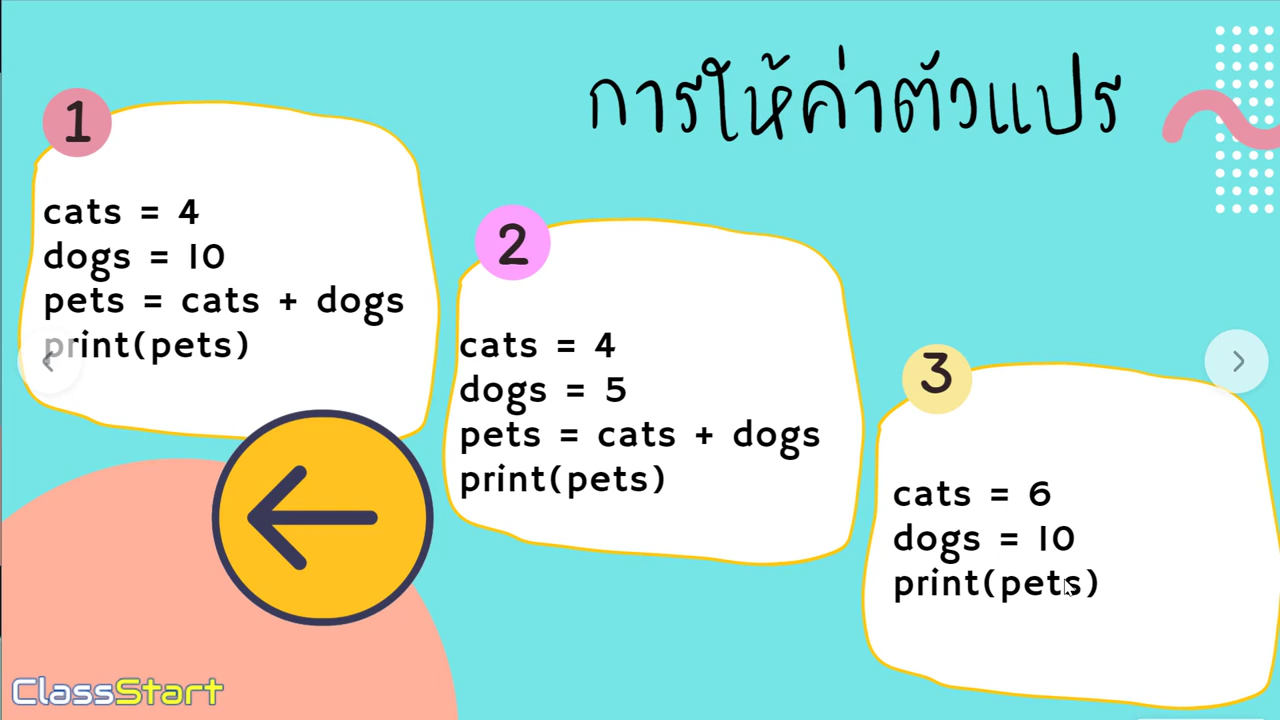 การให้ค่าตัวแปร
1
cats = 4
dogs = 10
pets = cats + dogs
print(pets)
2
cats = 4
dogs = 5
pets = cats + dogs
print(pets)
3
cats = 6
dogs = 10
print(pets)
ClassStart